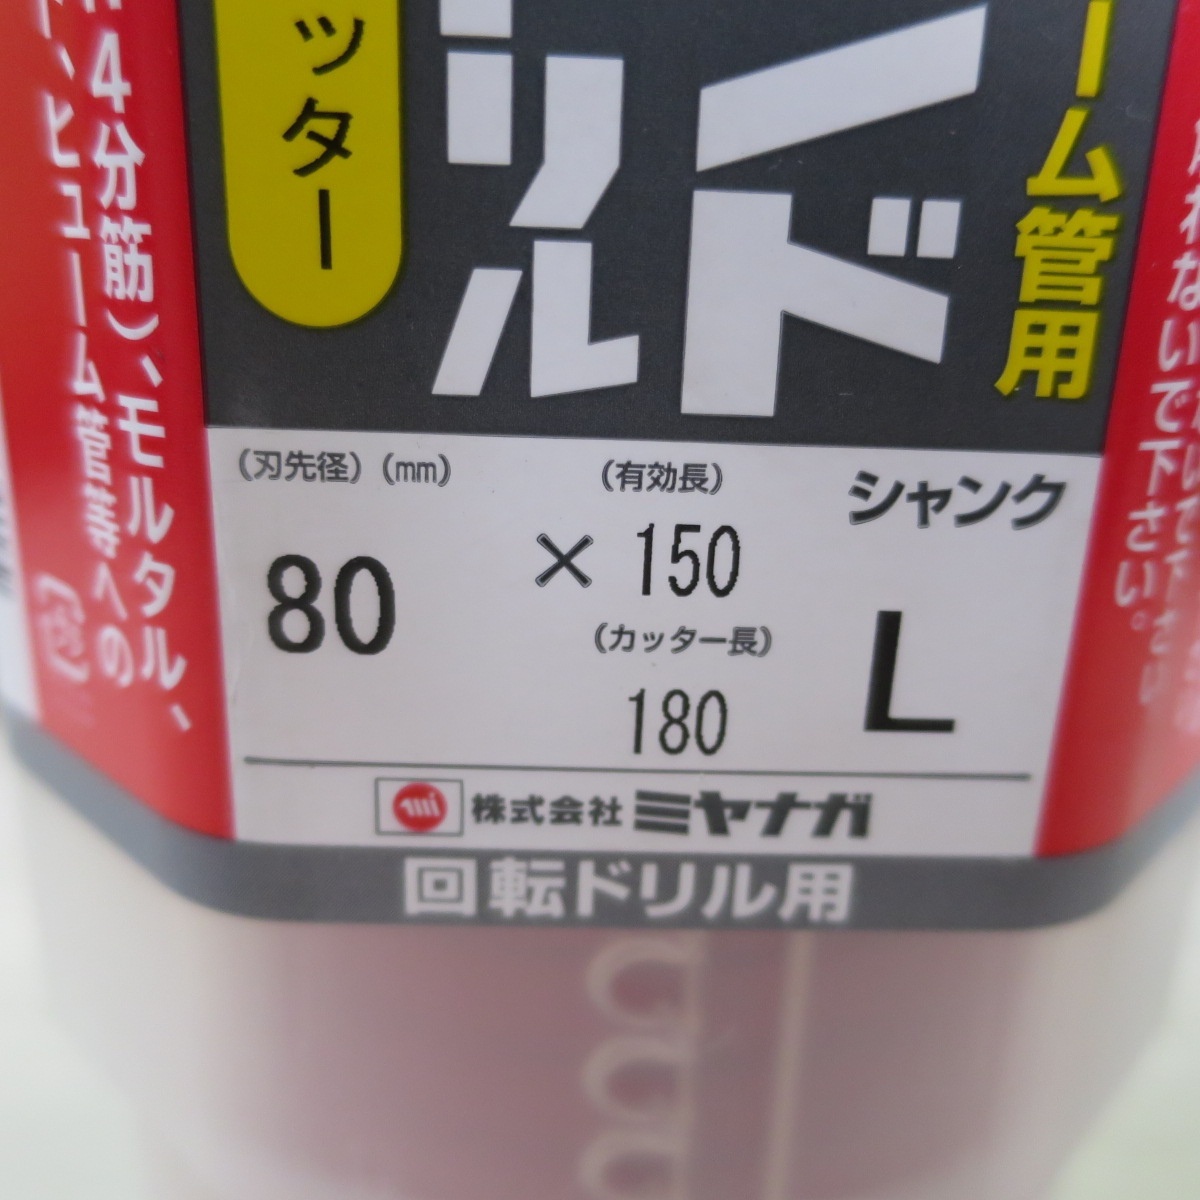 ーム管用
イド
リル
ッター
4分筋）、モルタル、
ト、ヒューム管等への
ないで下さい。
（刃先径）（mm） （有効長） シャンク
80 × 150 L
（カッター長）
180
株式会社 ミヤナガ
回転ドリル用